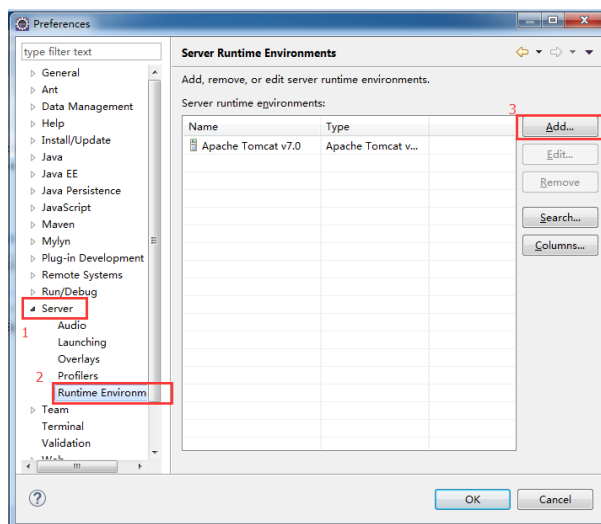 Preferences
type filter text
General
Ant
Data Management
Help
Install/Update
Java
Java EE
Java Persistence
JavaScript
Maven
Mylyn
Plug-in Development
Remote Systems
Run/Debug
Server
1
Audio
Launching
Overlays
2 Profilers
Runtime Environm
Team
Terminal
Validation
Web
Server Runtime Environments
Add, remove, or edit server runtime environments.
Server runtime environments:
3
Name Type
Apache Tomcat v7.0 Apache Tomcat v...
Add...
Edit...
Remove
Search...
Columns...
OK Cancel